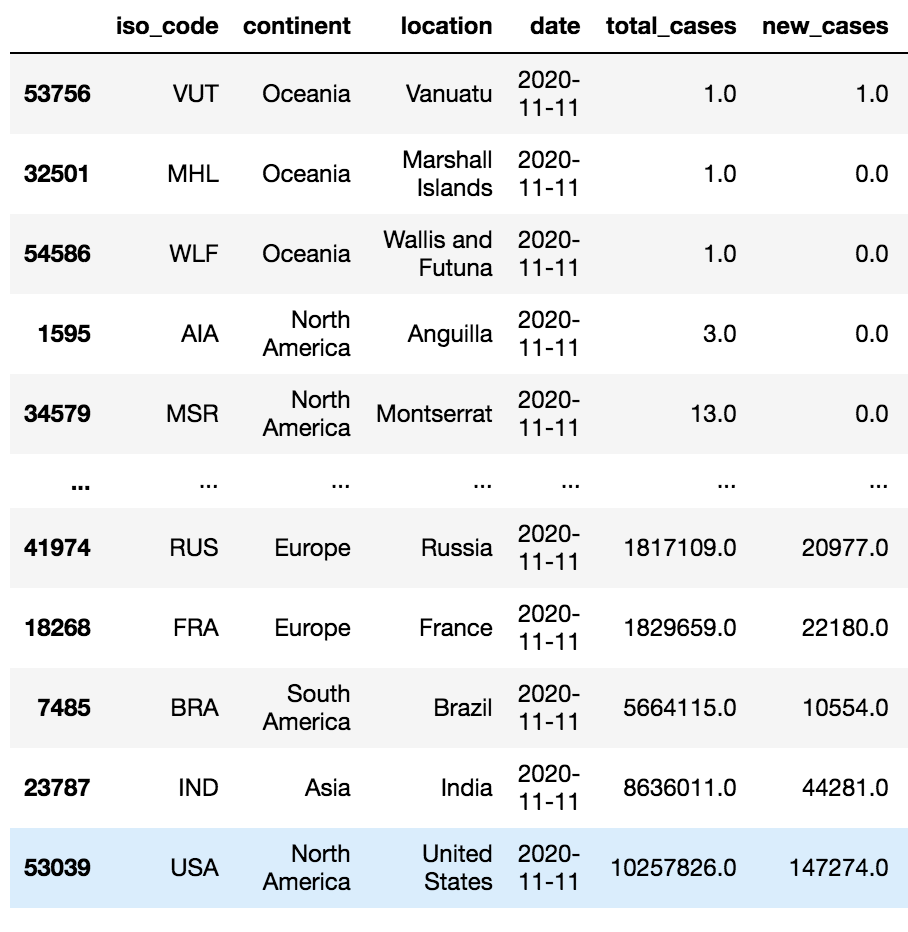 iso_code continent location date total_cases new_cases
53756 VUT Oceania Vanuatu 2020-11-11 1.0 1.0
32501 MHL Oceania Marshall Islands 2020-11-11 1.0 0.0
54586 WLF Oceania Wallis and Futuna 2020-11-11 1.0 0.0
1595 AIA North America Anguilla 2020-11-11 3.0 0.0
34579 MSR North America Montserrat 2020-11-11 13.0 0.0
... ... ... ... ... ... ...
41974 RUS Europe Russia 2020-11-11 1817109.0 20977.0
18268 FRA Europe France 2020-11-11 1829659.0 22180.0
7485 BRA South America Brazil 2020-11-11 5664115.0 10554.0
23787 IND Asia India 2020-11-11 8636011.0 44281.0
53039 USA North America United States 2020-11-11 10257826.0 147274.0